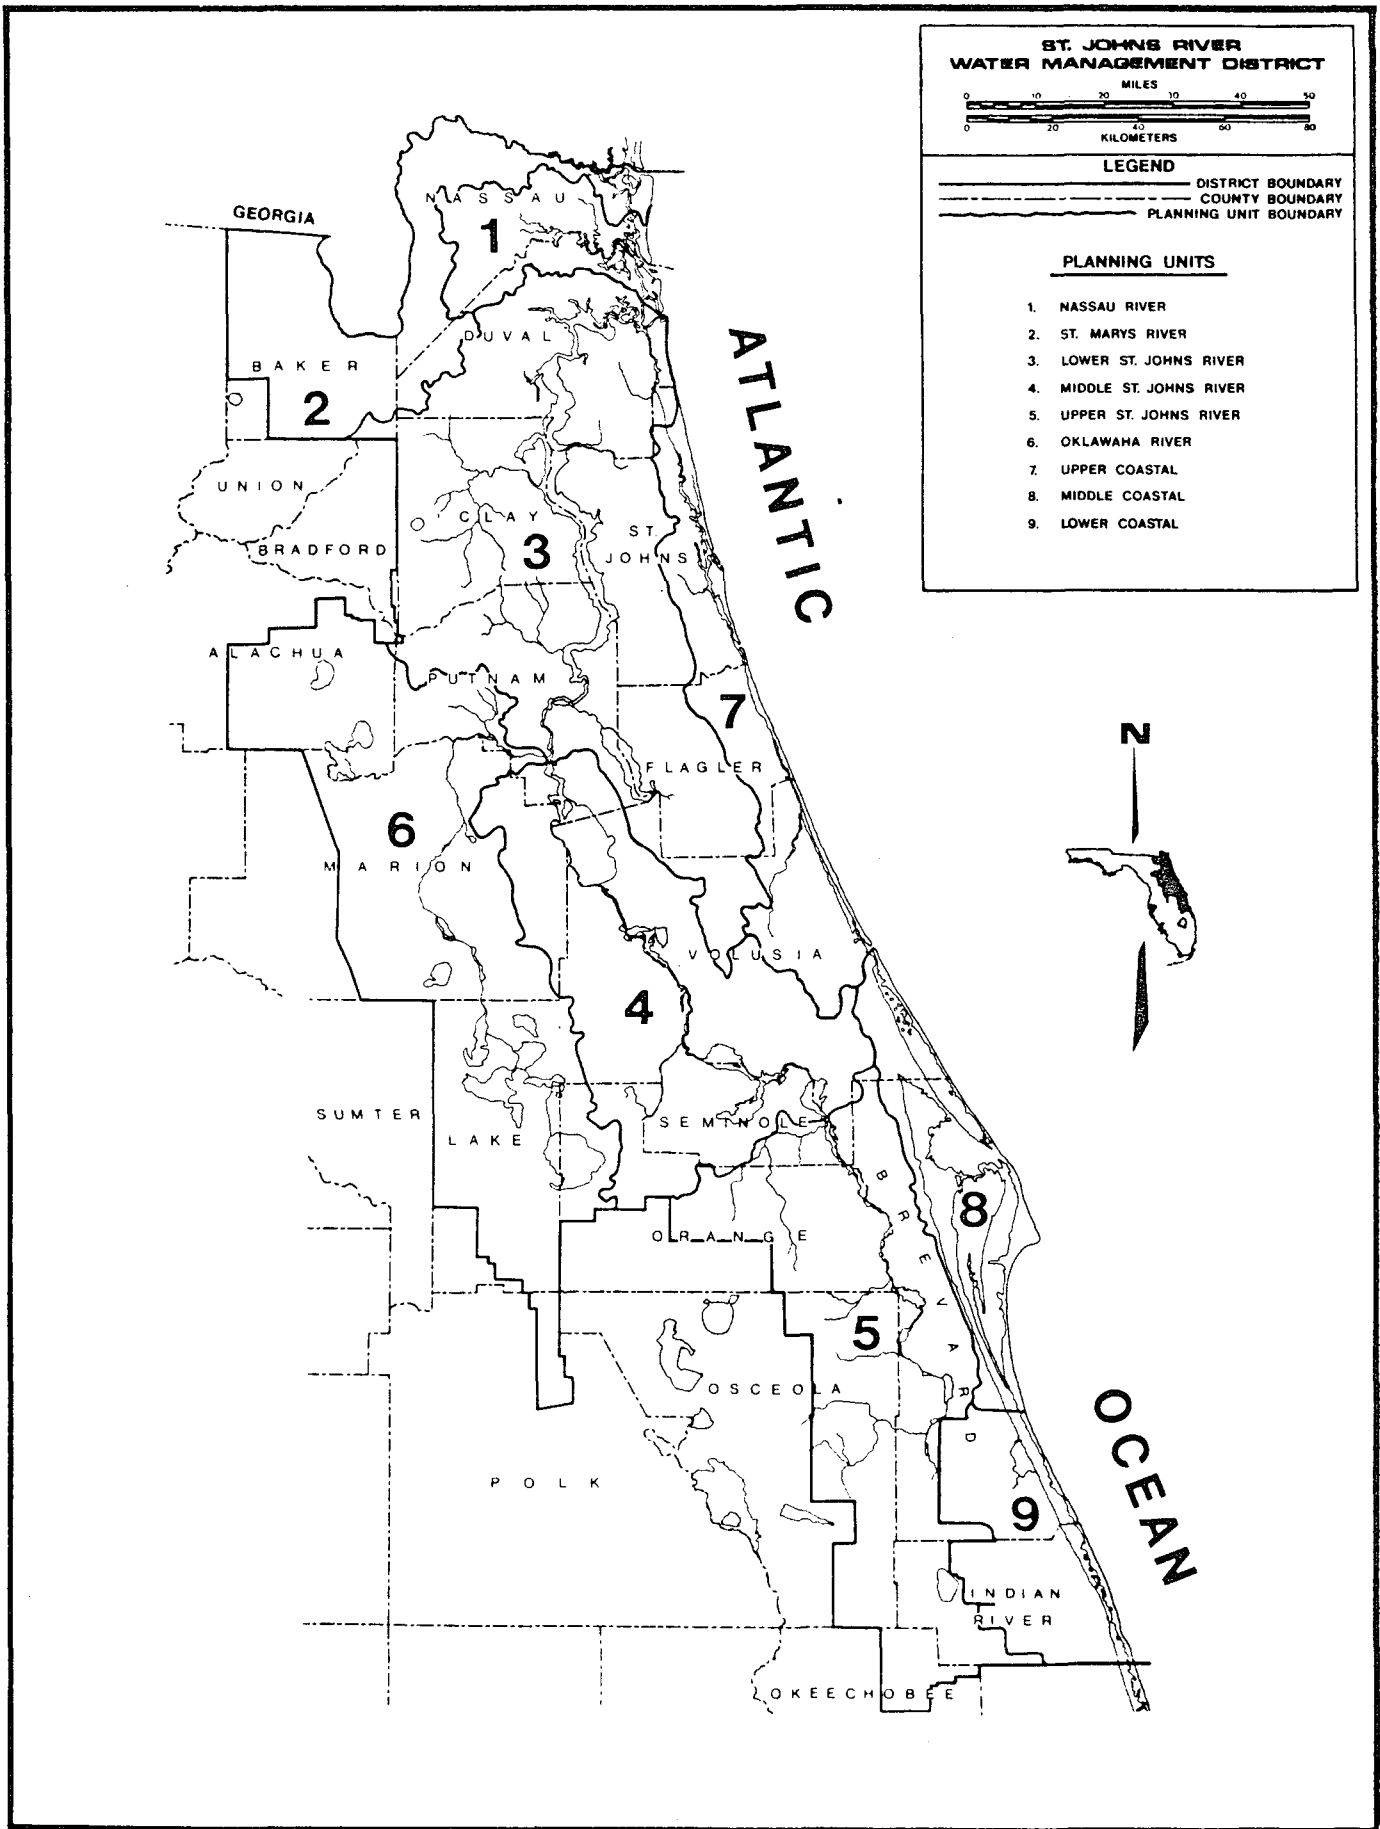 ST. JOHNS RIVER
WATER MANAGEMENT DISTRICT
MILES
0 10 20 30 40 50
0 20 40 60 80
KILOMETERS
LEGEND
DISTRICT BOUNDARY
COUNTY BOUNDARY
PLANNING UNIT BOUNDARY
PLANNING UNITS
1. NASSAU RIVER
2. ST. MARYS RIVER
3. LOWER ST. JOHNS RIVER
4. MIDDLE ST. JOHNS RIVER
5. UPPER ST. JOHNS RIVER
6. OKLAWAHA RIVER
7. UPPER COASTAL
8. MIDDLE COASTAL
9. LOWER COASTAL
NASSAU
GEORGIA
1
DUVAL
BAKER
2
ATLANTIC
UNION
CLAY
BRADFORD
3
ST.
JOHNS
ALACHUA
PUTNAM
7
N
FLAGLER
6
MARION
VOLUSIA
4
SUMTER
LAKE
SEMINOLE
BREVARD
8
ORANGE
5
OSCEOLA
OCEAN
POLK
9
INDIAN
RIVER
OKEECHOBEE